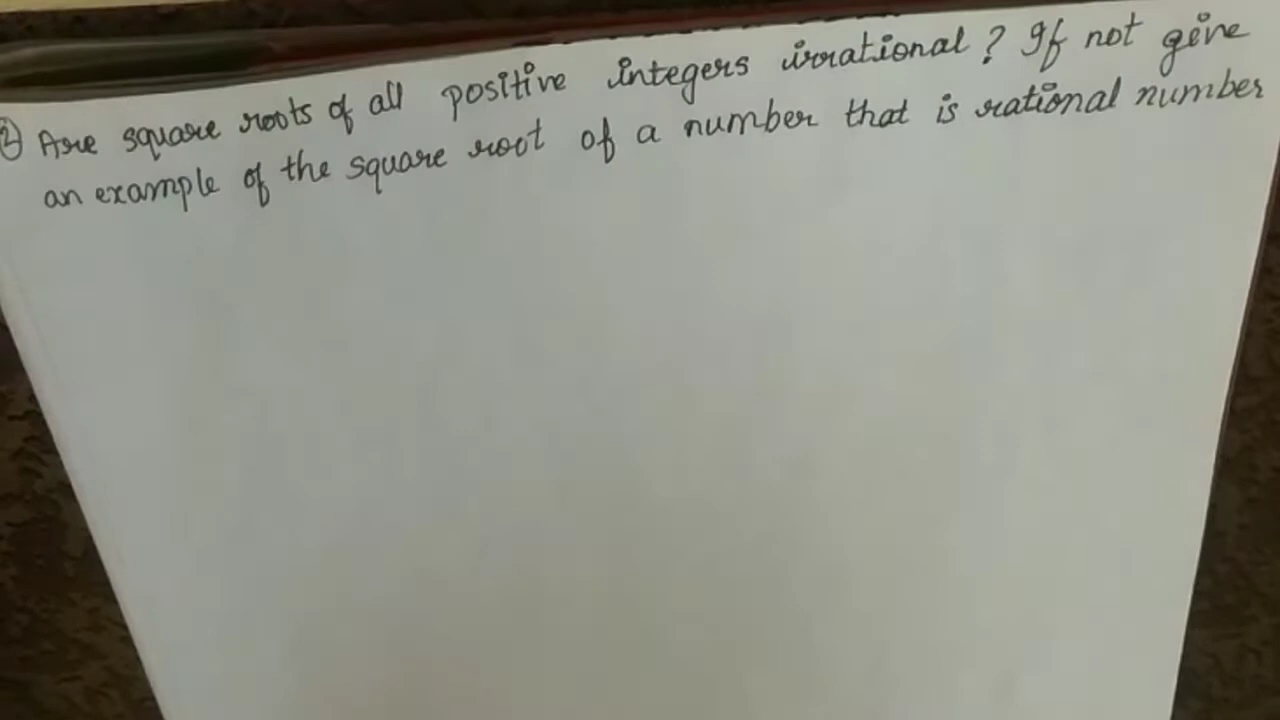 ② Are square roots of all positive integers irrational? If not give
an example of the square root of a number that is rational number